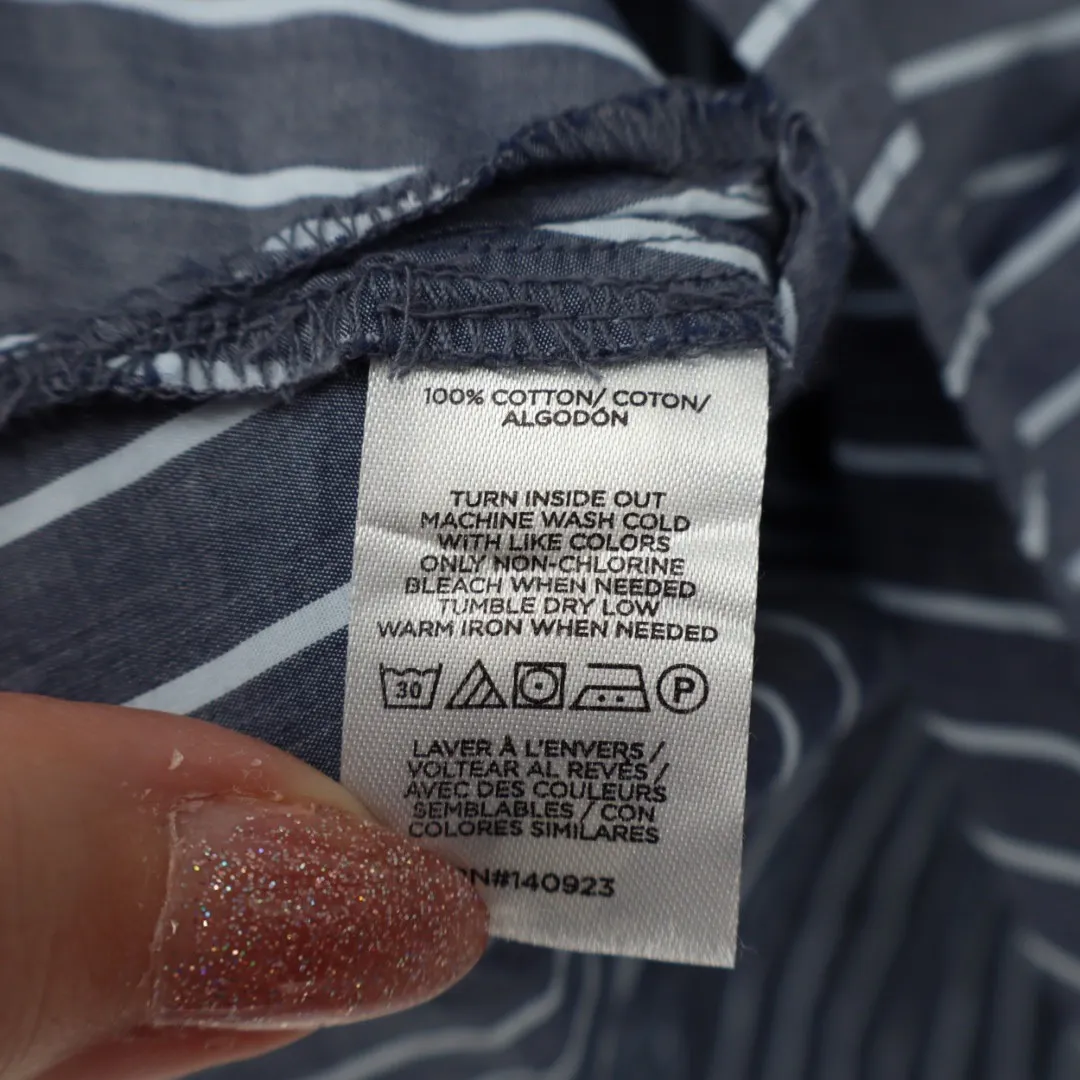 100% COTTON/ COTON/
ALGODÓN
TURN INSIDE OUT
MACHINE WASH COLD
WITH LIKE COLORS
ONLY NON-CHLORINE
BLEACH WHEN NEEDED
TUMBLE DRY LOW
WARM IRON WHEN NEEDED
30 P
LAVER À L'ENVERS /
VOLTEAR AL REVÉS /
AVEC DES COULEURS
SEMBLABLES / CON
COLORES SIMILARES
N#140923